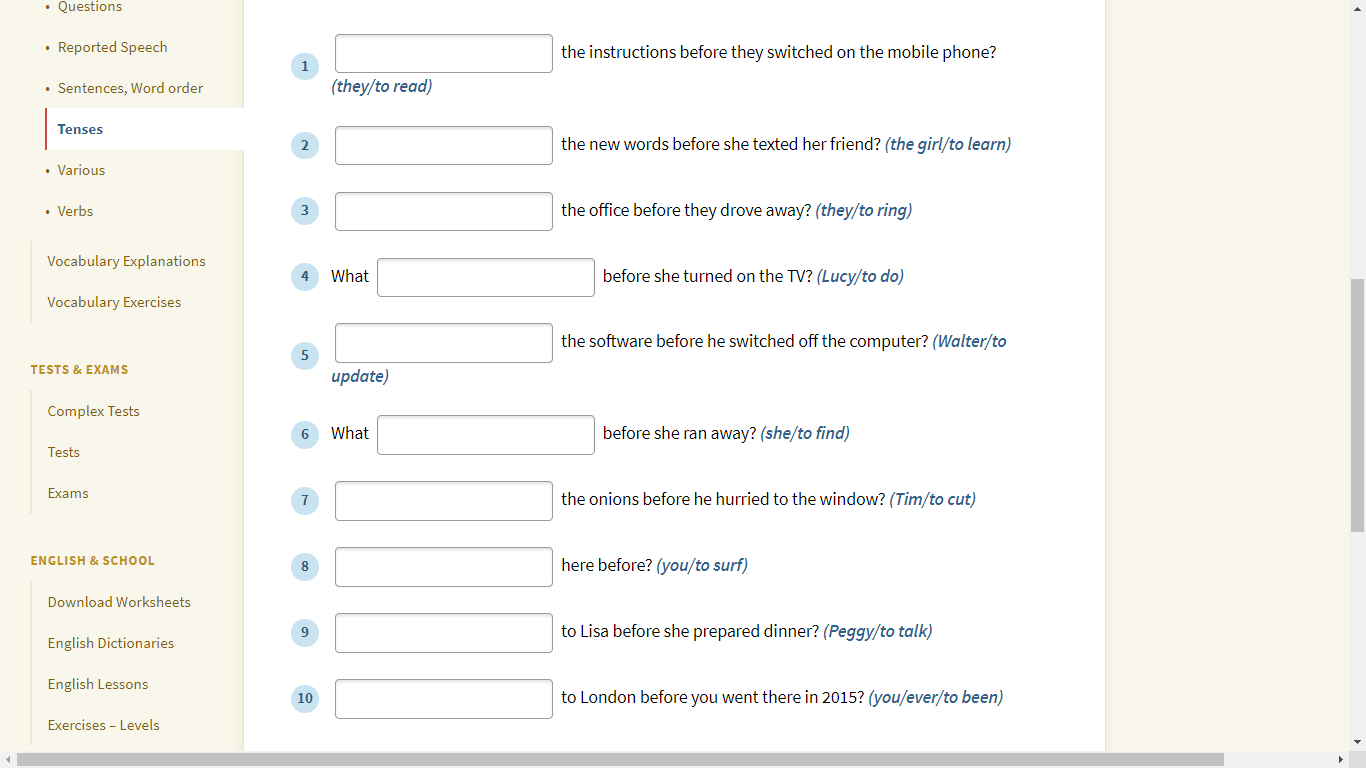 Questions
Reported Speech
Sentences, Word order
Tenses
Various
Verbs
Vocabulary Explanations
Vocabulary Exercises
TESTS & EXAMS
Complex Tests
Tests
Exams
ENGLISH & SCHOOL
Download Worksheets
English Dictionaries
English Lessons
Exercises – Levels
1 the instructions before they switched on the mobile phone?
(they/to read)
2 the new words before she texted her friend? (the girl/to learn)
3 the office before they drove away? (they/to ring)
4 What before she turned on the TV? (Lucy/to do)
5 the software before he switched off the computer? (Walter/to
update)
6 What before she ran away? (she/to find)
7 the onions before he hurried to the window? (Tim/to cut)
8 here before? (you/to surf)
9 to Lisa before she prepared dinner? (Peggy/to talk)
10 to London before you went there in 2015? (you/ever/to been)